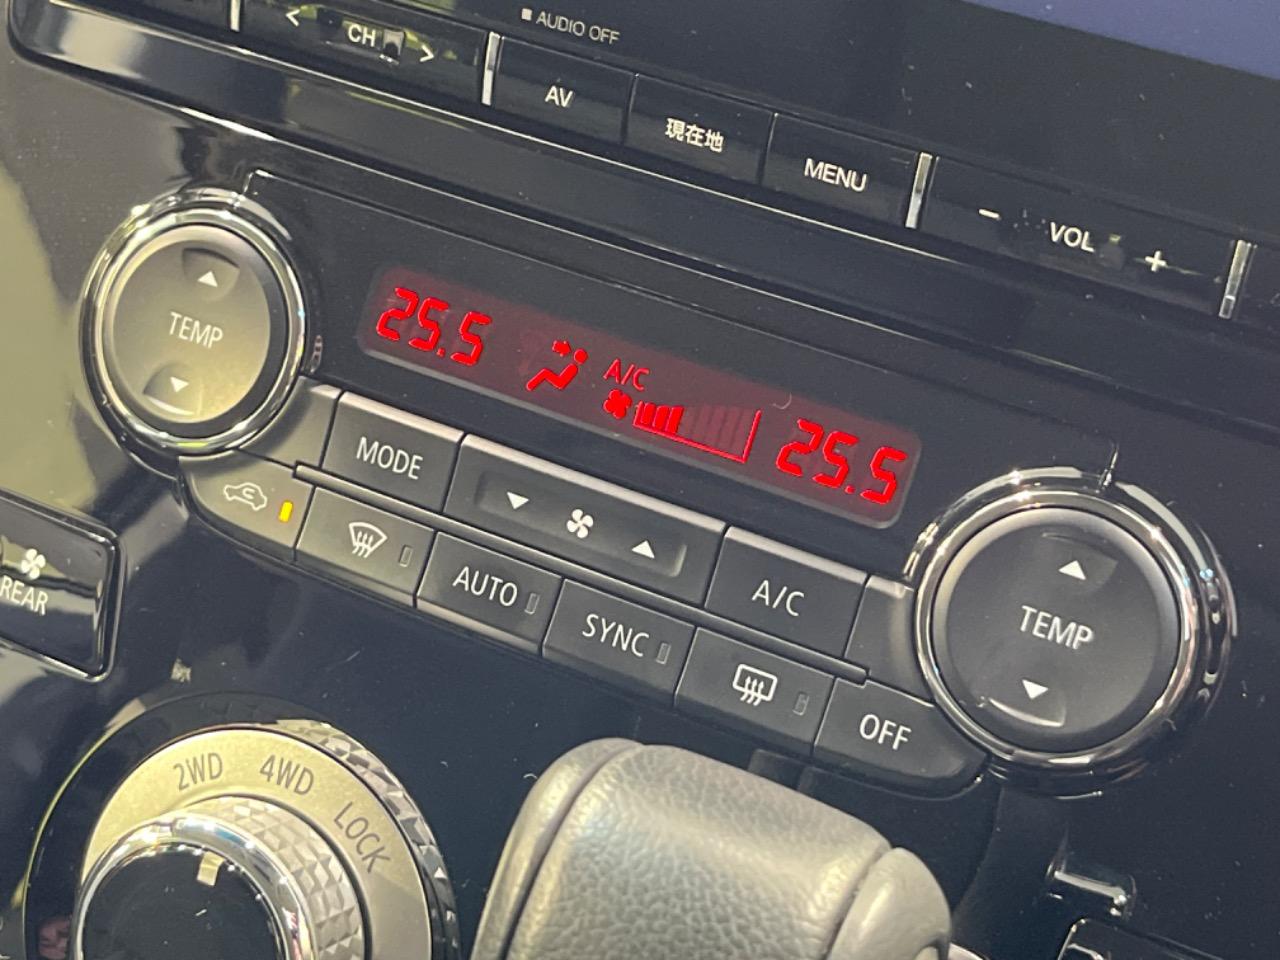 AUDIO OFF
CH
AV
現在地
MENU
- VOL +
TEMP
25.5
A/C
25.5
MODE
A/C
TEMP
REAR
AUTO
SYNC
OFF
2WD
4WD
LOCK